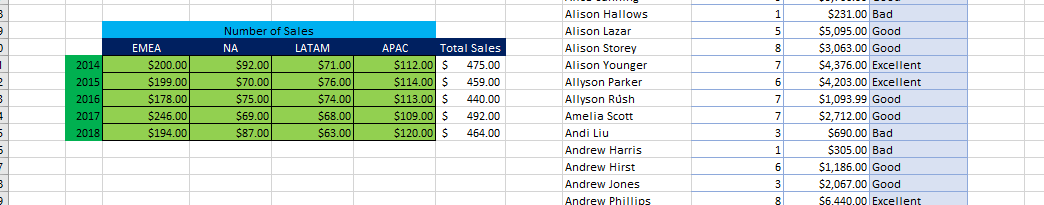 Alison Hallows 1 $231.00 Bad
Number of Sales
Alison Lazar 5 $5,095.00 Good
EMEA NA LATAM APAC Total Sales
Alison Storey 8 $3,063.00 Good
2014 $200.00 $92.00 $71.00 $112.00 $ 475.00
Alison Younger 7 $4,376.00 Excellent
2015 $199.00 $70.00 $76.00 $114.00 $ 459.00
Allyson Parker 6 $4,203.00 Excellent
2016 $178.00 $75.00 $74.00 $113.00 $ 440.00
Allyson Rúsh 7 $1,093.99 Good
2017 $246.00 $69.00 $68.00 $109.00 $ 492.00
Amelia Scott 7 $2,712.00 Good
2018 $194.00 $87.00 $63.00 $120.00 $ 464.00
Andi Liu 3 $690.00 Bad
Andrew Harris 1 $305.00 Bad
Andrew Hirst 6 $1,186.00 Good
Andrew Jones 3 $2,067.00 Good
Andrew Phillips 8 $6,440.00 Excellent